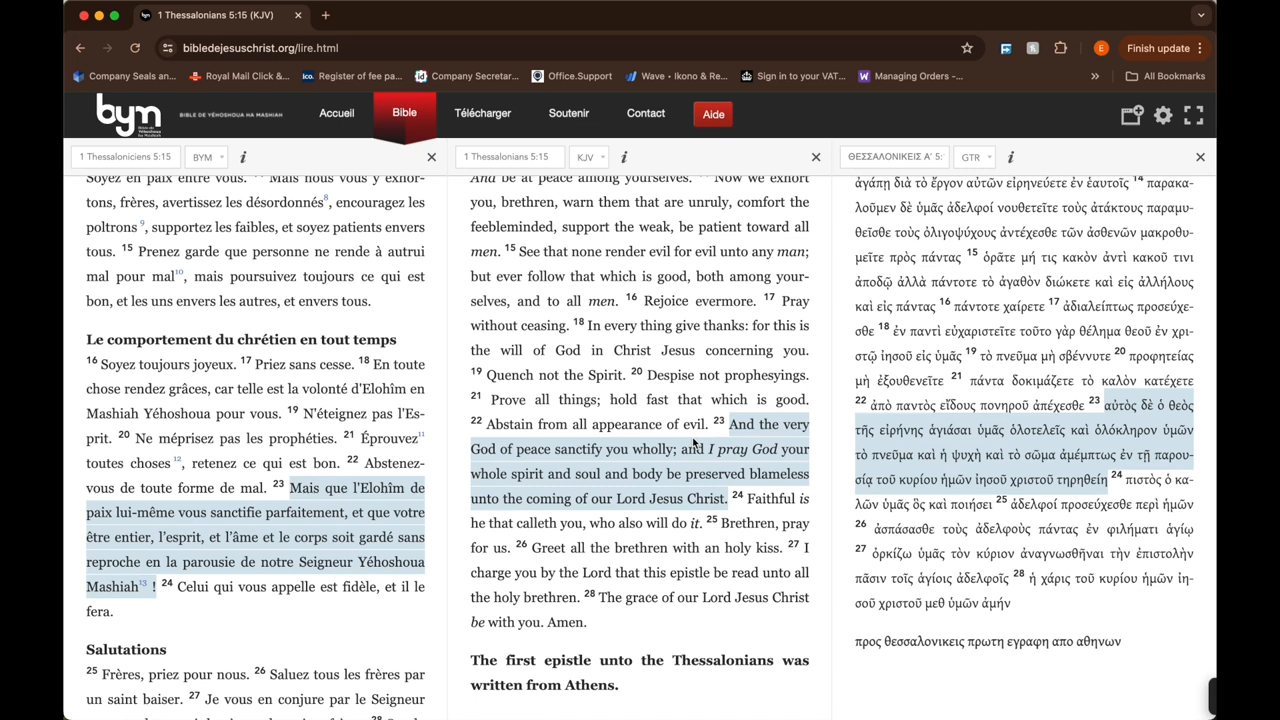 1 Thessalonians 5:15 (KJV)
bibledejesuschrist.org/lire.html
E
Finish update
Company Seals an...
Royal Mail Click &...
ico.
Register of fee pa...
Company Secretar...
Office.Support
Wave • Ikono & Re...
Sign in to your VAT...
Managing Orders –...
All Bookmarks
bym
BIBLE DE YÉHOSHOUA HA MASHIAH
Accueil
Bible
Télécharger
Soutenir
Contact
Aide
1 Thessaloniciens 5:15
BYM
i
Soyez en paix entre vous. Mais nous vous y exhor-
tons, frères, avertissez les désordonnés8, encouragez les
poltrons 9, supportez les faibles, et soyez patients envers
tous. 15 Prenez garde que personne ne rende à autrui
mal pour mal10, mais poursuivez toujours ce qui est
bon, et les uns envers les autres, et envers tous.
Le comportement du chrétien en tout temps
16 Soyez toujours joyeux. 17 Priez sans cesse. 18 En toute
chose rendez grâces, car telle est la volonté d'Elohîm en
Mashiah Yéhoshoua pour vous. 19 N'éteignez pas l'Es-
prit. 20 Ne méprisez pas les prophéties. 21 Éprouvez11
toutes choses12, retenez ce qui est bon. 22 Abstenez-
vous de toute forme de mal. 23 Mais que l'Elohîm de
paix lui-même vous sanctifie parfaitement, et que votre
être entier, l'esprit, et l'âme et le corps soit gardé sans
reproche en la parousie de notre Seigneur Yéhoshoua
Mashiah13 ! 24 Celui qui vous appelle est fidèle, et il le
fera.
Salutations
25 Frères, priez pour nous. 26 Saluez tous les frères par
un saint baiser. 27 Je vous en conjure par le Seigneur
1 Thessalonians 5:15
KJV
i
And be at peace among yourselves. Now we exhort
you, brethren, warn them that are unruly, comfort the
feebleminded, support the weak, be patient toward all
men. 15 See that none render evil for evil unto any man;
but ever follow that which is good, both among your-
selves, and to all men. 16 Rejoice evermore. 17 Pray
without ceasing. 18 In every thing give thanks: for this is
the will of God in Christ Jesus concerning you.
19 Quench not the Spirit. 20 Despise not prophesyings.
21 Prove all things; hold fast that which is good.
22 Abstain from all appearance of evil. 23 And the very
God of peace sanctify you wholly; and I pray God your
whole spirit and soul and body be preserved blameless
unto the coming of our Lord Jesus Christ. 24 Faithful is
he that calleth you, who also will do it. 25 Brethren, pray
for us. 26 Greet all the brethren with an holy kiss. 27 I
charge you by the Lord that this epistle be read unto all
the holy brethren. 28 The grace of our Lord Jesus Christ
be with you. Amen.
The first epistle unto the Thessalonians was
written from Athens.
ΘΕΣΣΑΛΟΝΙΚΕΙΣ Α′ 5:
GTR
i
ἀγάπῃ διὰ τὸ ἔργον αὐτῶν εἰρηνεύετε ἐν ἑαυτοῖς 14 παρακα-
λοῦμεν δὲ ὑμᾶς ἀδελφοί νουθετεῖτε τοὺς ἀτάκτους παραμυ-
θεῖσθε τοὺς ὀλιγοψύχους ἀντέχεσθε τῶν ἀσθενῶν μακροθυ-
μεῖτε πρὸς πάντας 15 ὁρᾶτε μή τις κακὸν ἀντὶ κακοῦ τινι
ἀποδῷ ἀλλὰ πάντοτε τὸ ἀγαθὸν διώκετε καὶ εἰς ἀλλήλους
καὶ εἰς πάντας 16 πάντοτε χαίρετε 17 ἀδιαλείπτως προσεύχε-
σθε 18 ἐν παντὶ εὐχαριστεῖτε τοῦτο γὰρ θέλημα θεοῦ ἐν χρι-
στῷ ἰησοῦ εἰς ὑμᾶς 19 τὸ πνεῦμα μὴ σβέννυτε 20 προφητείας
μὴ ἐξουθενεῖτε 21 πάντα δοκιμάζετε τὸ καλὸν κατέχετε
22 ἀπὸ παντὸς εἴδους πονηροῦ ἀπέχεσθε 23 αὐτὸς δὲ ὁ θεὸς
τῆς εἰρήνης ἁγιάσαι ὑμᾶς ὁλοτελεῖς καὶ ὁλόκληρον ὑμῶν
τὸ πνεῦμα καὶ ἡ ψυχὴ καὶ τὸ σῶμα ἀμέμπτως ἐν τῇ παρου-
σίᾳ τοῦ κυρίου ἡμῶν ἰησοῦ χριστοῦ τηρηθείη 24 πιστὸς ὁ κα-
λῶν ὑμᾶς ὃς καὶ ποιήσει 25 ἀδελφοί προσεύχεσθε περὶ ἡμῶν
26 ἀσπάσασθε τοὺς ἀδελφοὺς πάντας ἐν φιλήματι ἁγίῳ
27 ὁρκίζω ὑμᾶς τὸν κύριον ἀναγνωσθῆναι τὴν ἐπιστολὴν
πᾶσιν τοῖς ἁγίοις ἀδελφοῖς 28 ἡ χάρις τοῦ κυρίου ἡμῶν ἰη-
σοῦ χριστοῦ μεθ ὑμῶν ἀμήν
προς θεσσαλονικεις πρωτη εγραφη απο αθηνων